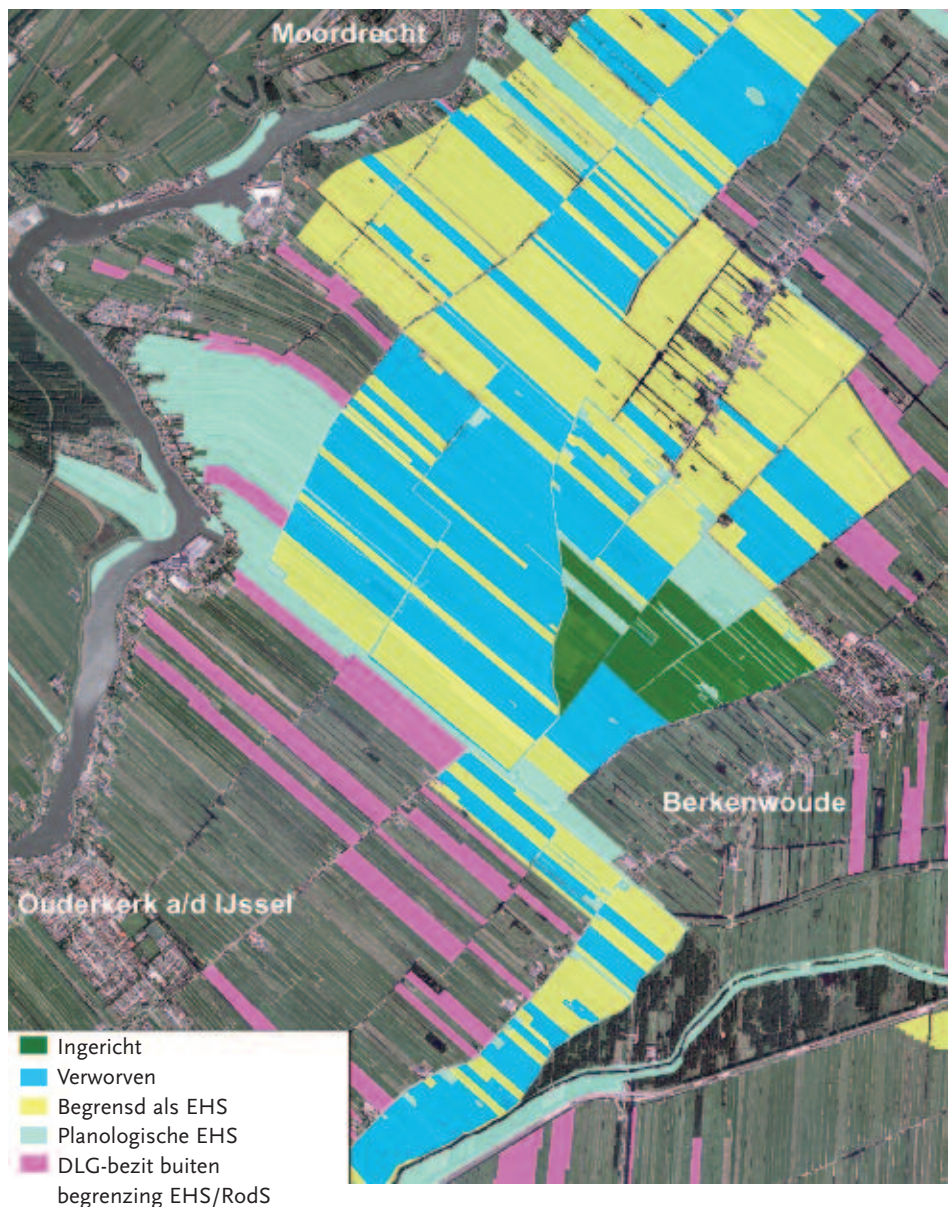 Moordrecht
Berkenwoude
Ouderkerk a/d IJssel
Ingericht
Verworven
Begrensd als EHS
Planologische EHS
DLG-bezit buiten
begrenzing EHS/RodS